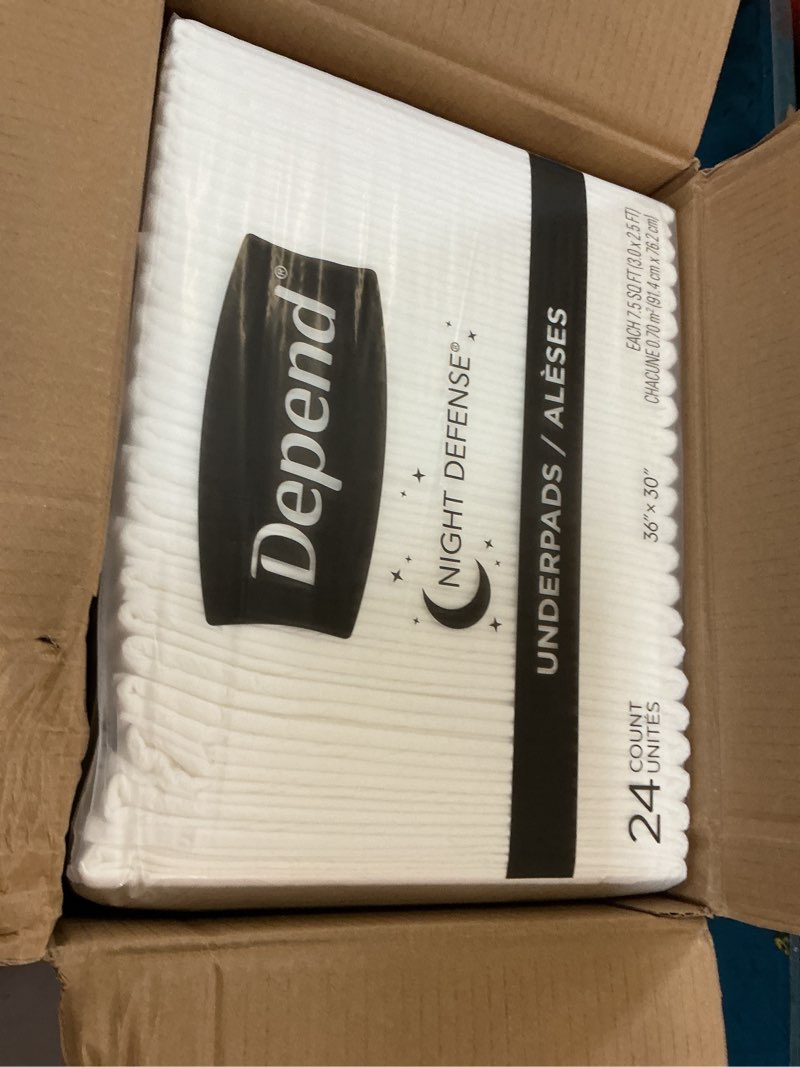 Depend®
NIGHT DEFENSE®
UNDERPADS / ALÈSES
24 COUNT
UNITÉS
36" x 30"
EACH 7.5 SQ FT (3.0 x 2.5 FT)
CHACUNE 0.70 m² (91.4 cm x 76.2 cm)